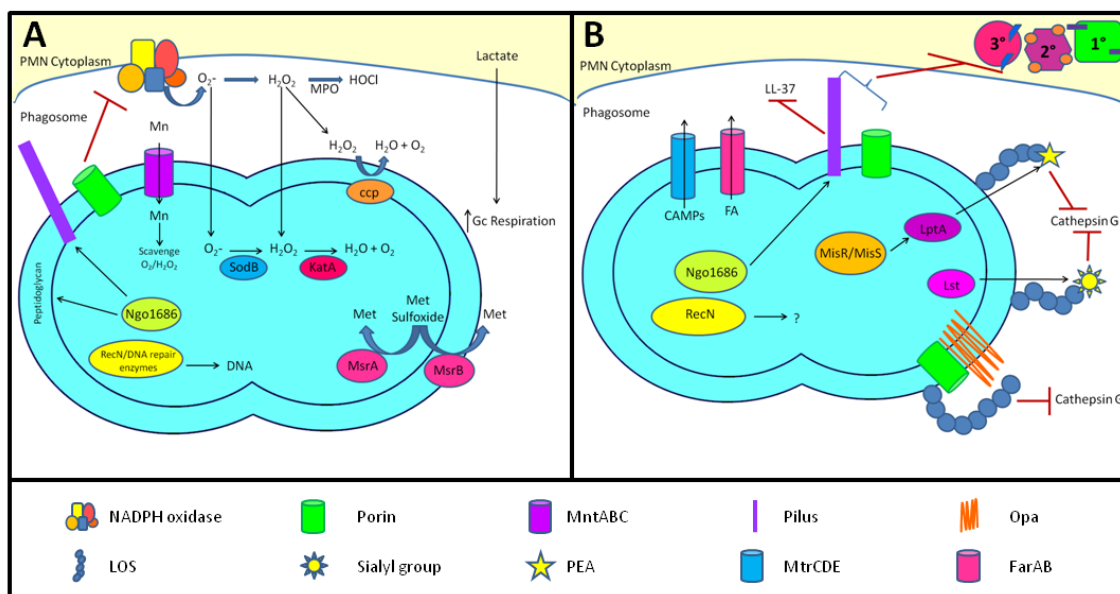 A
PMN Cytoplasm
O₂-
H₂O₂
MPO
HOCl
Lactate
Phagosome
Mn
H₂O₂
H₂O + O₂
ccp
Mn
Gc Respiration
Scavenge
O₂/H₂O₂
O₂-
H₂O₂
H₂O + O₂
SodB
KatA
Peptidoglycan
Ngo1686
Met
Met
Sulfoxide
Met
RecN/DNA repair
enzymes
DNA
MsrA
MsrB
B
3°
2°
1°
PMN Cytoplasm
LL-37
Phagosome
CAMPs
FA
LptA
Cathepsin G
MisR/MisS
Ngo1686
Lst
RecN
?
Cathepsin G
NADPH oxidase
Porin
MntABC
Pilus
Opa
LOS
Sialyl group
PEA
MtrCDE
FarAB